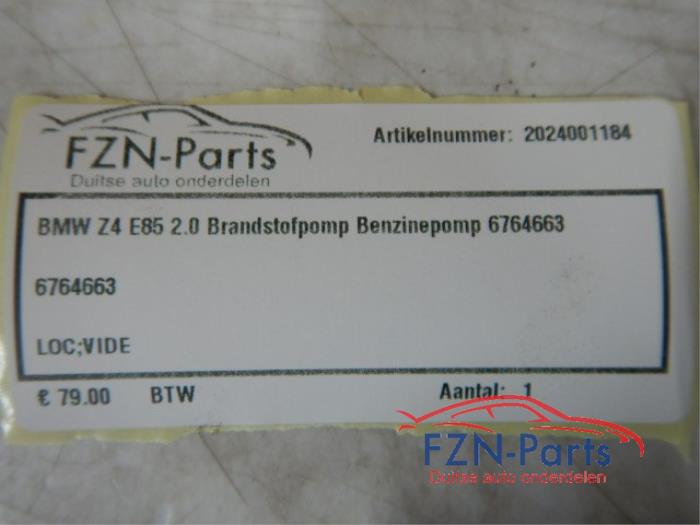 FZN-Parts
Duitse auto onderdelen
Artikelnummer: 2024001184
BMW Z4 E85 2.0 Brandstofpomp Benzinepomp 6764663
6764663
LOC;VIDE
€ 79.00 BTW Aantal: 1
FZN-Parts
Duitse auto onderdelen